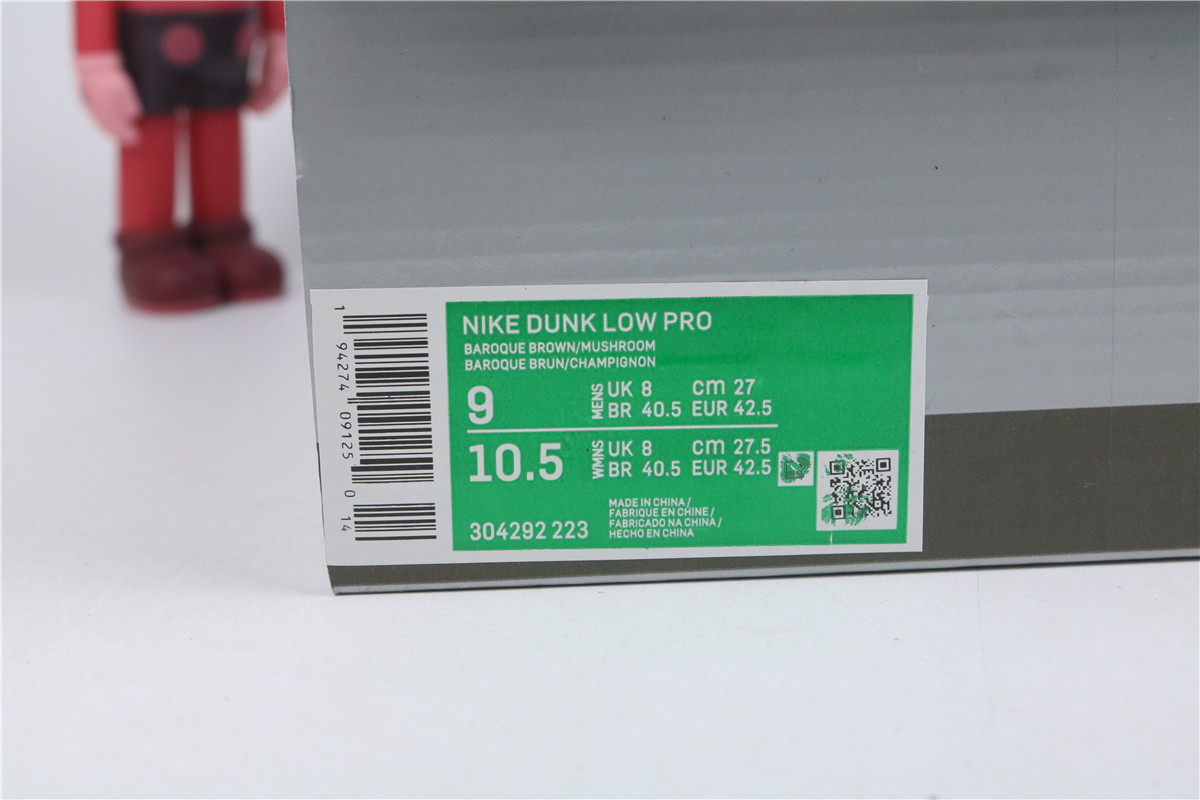 1 94274 09125 0 14
NIKE DUNK LOW PRO
BAROQUE BROWN/MUSHROOM
BAROQUE BRUN/CHAMPIGNON
9 MENS UK 8 cm 27
BR 40.5 EUR 42.5
10.5 WMNS UK 8 cm 27.5
BR 40.5 EUR 42.5
MADE IN CHINA /
FABRIQUE EN CHINE /
FABRICADO NA CHINA /
HECHO EN CHINA
304292 223